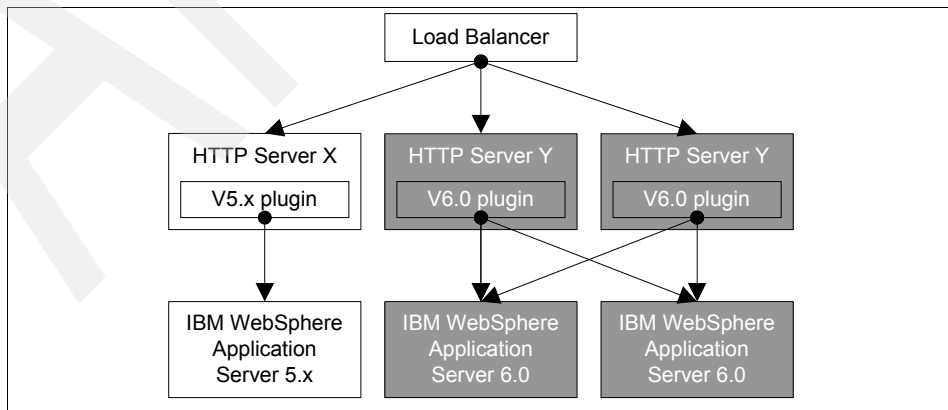 Load Balancer
HTTP Server X
V5.x plugin
HTTP Server Y
V6.0 plugin
HTTP Server Y
V6.0 plugin
IBM WebSphere
Application
Server 5.x
IBM WebSphere
Application
Server 6.0
IBM WebSphere
Application
Server 6.0